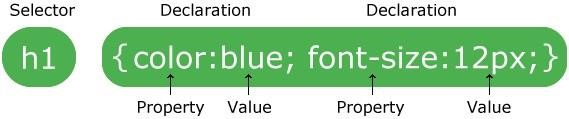 Selector Declaration Declaration
h1 {color:blue; font-size:12px;}
Property Value Property Value